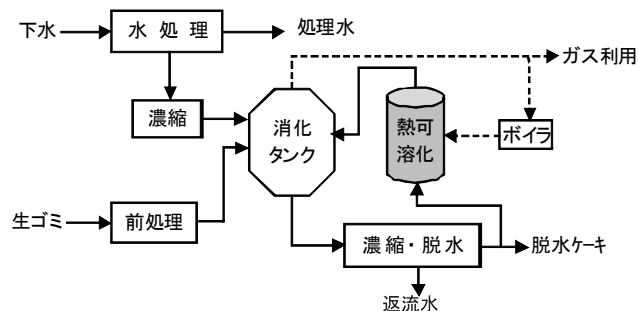 下水
水 処 理
処理水
ガス利用
濃縮
消化
タンク
熱可
溶化
ボイラ
生ゴミ
前処理
濃縮・脱水
脱水ケーキ
返流水